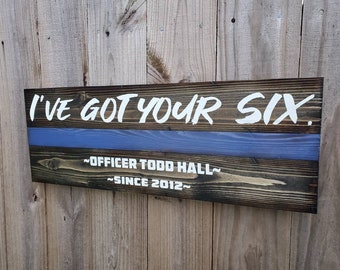 I'VE GOT YOUR SIX.
~OFFICER TODD HALL~
~SINCE 2012~